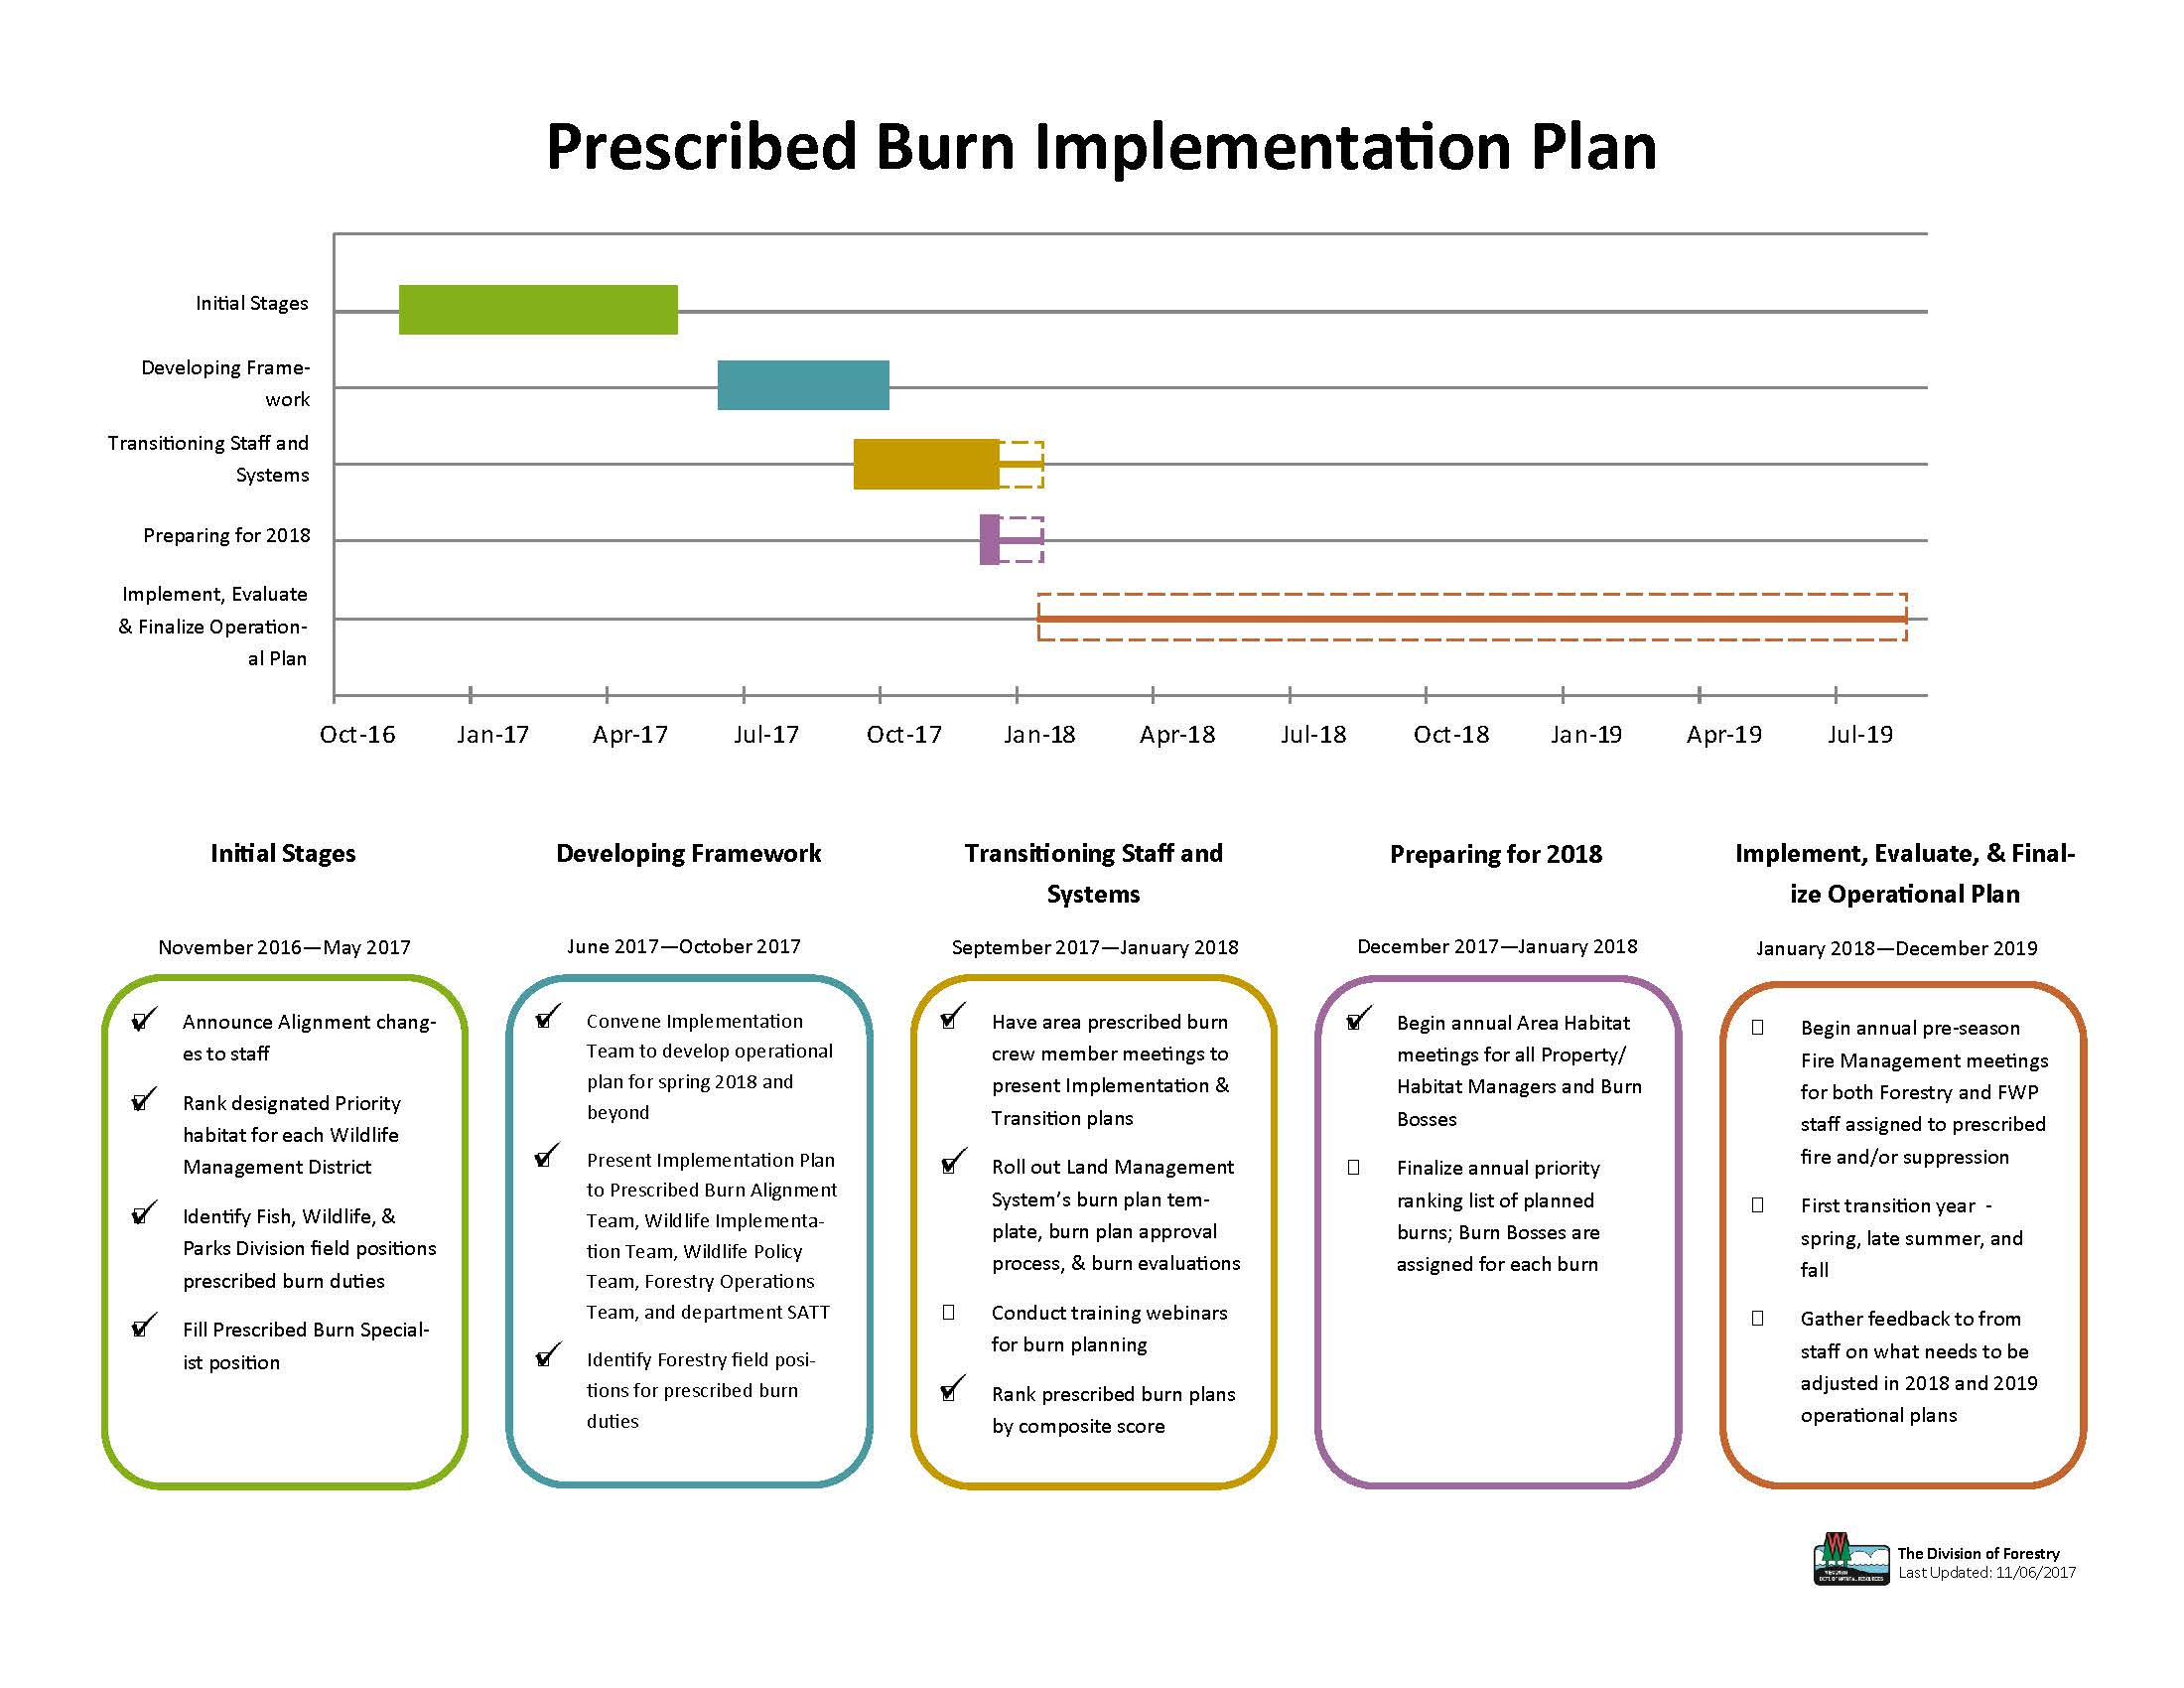 Prescribed Burn Implementation Plan
Initial Stages
Developing Frame-
work
Transitioning Staff and
Systems
Preparing for 2018
Implement, Evaluate
& Finalize Operation-
al Plan
Oct-16 Jan-17 Apr-17 Jul-17 Oct-17 Jan-18 Apr-18 Jul-18 Oct-18 Jan-19 Apr-19 Jul-19
Initial Stages
November 2016—May 2017
Announce Alignment chang-
es to staff
Rank designated Priority
habitat for each Wildlife
Management District
Identify Fish, Wildlife, &
Parks Division field positions
prescribed burn duties
Fill Prescribed Burn Special-
ist position
Developing Framework
June 2017—October 2017
Convene Implementation
Team to develop operational
plan for spring 2018 and
beyond
Present Implementation Plan
to Prescribed Burn Alignment
Team, Wildlife Implementa-
tion Team, Wildlife Policy
Team, Forestry Operations
Team, and department SATT
Identify Forestry field posi-
tions for prescribed burn
duties
Transitioning Staff and
Systems
September 2017—January 2018
Have area prescribed burn
crew member meetings to
present Implementation &
Transition plans
Roll out Land Management
System's burn plan tem-
plate, burn plan approval
process, & burn evaluations
Conduct training webinars
for burn planning
Rank prescribed burn plans
by composite score
Preparing for 2018
December 2017—January 2018
Begin annual Area Habitat
meetings for all Property/
Habitat Managers and Burn
Bosses
Finalize annual priority
ranking list of planned
burns; Burn Bosses are
assigned for each burn
Implement, Evaluate, & Final-
ize Operational Plan
January 2018—December 2019
Begin annual pre-season
Fire Management meetings
for both Forestry and FWP
staff assigned to prescribed
fire and/or suppression
First transition year -
spring, late summer, and
fall
Gather feedback to from
staff on what needs to be
adjusted in 2018 and 2019
operational plans
W
WISCONSIN
DEPT. OF NATURAL RESOURCES
The Division of Forestry
Last Updated: 11/06/2017